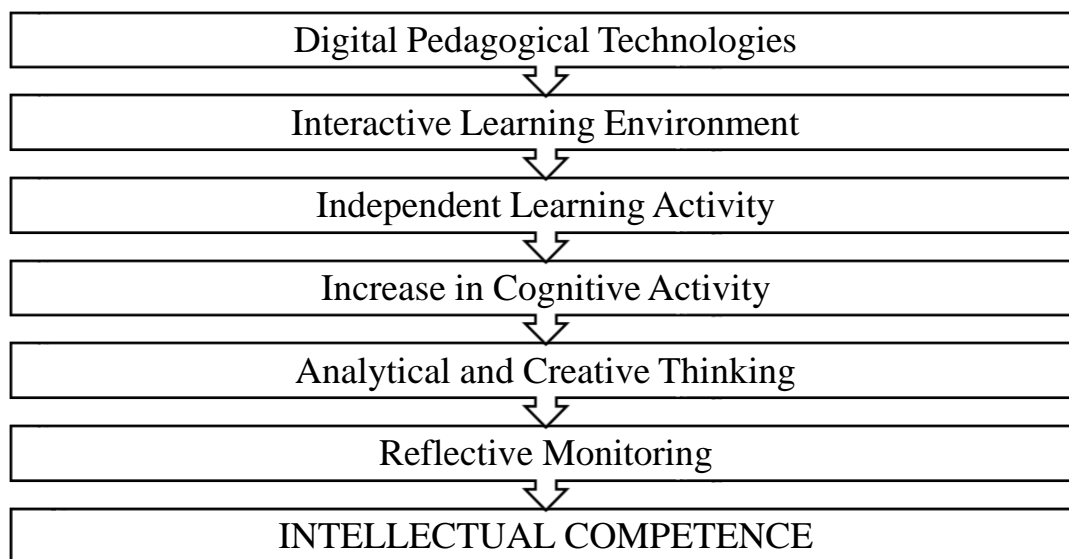 Digital Pedagogical Technologies
Interactive Learning Environment
Independent Learning Activity
Increase in Cognitive Activity
Analytical and Creative Thinking
Reflective Monitoring
INTELLECTUAL COMPETENCE